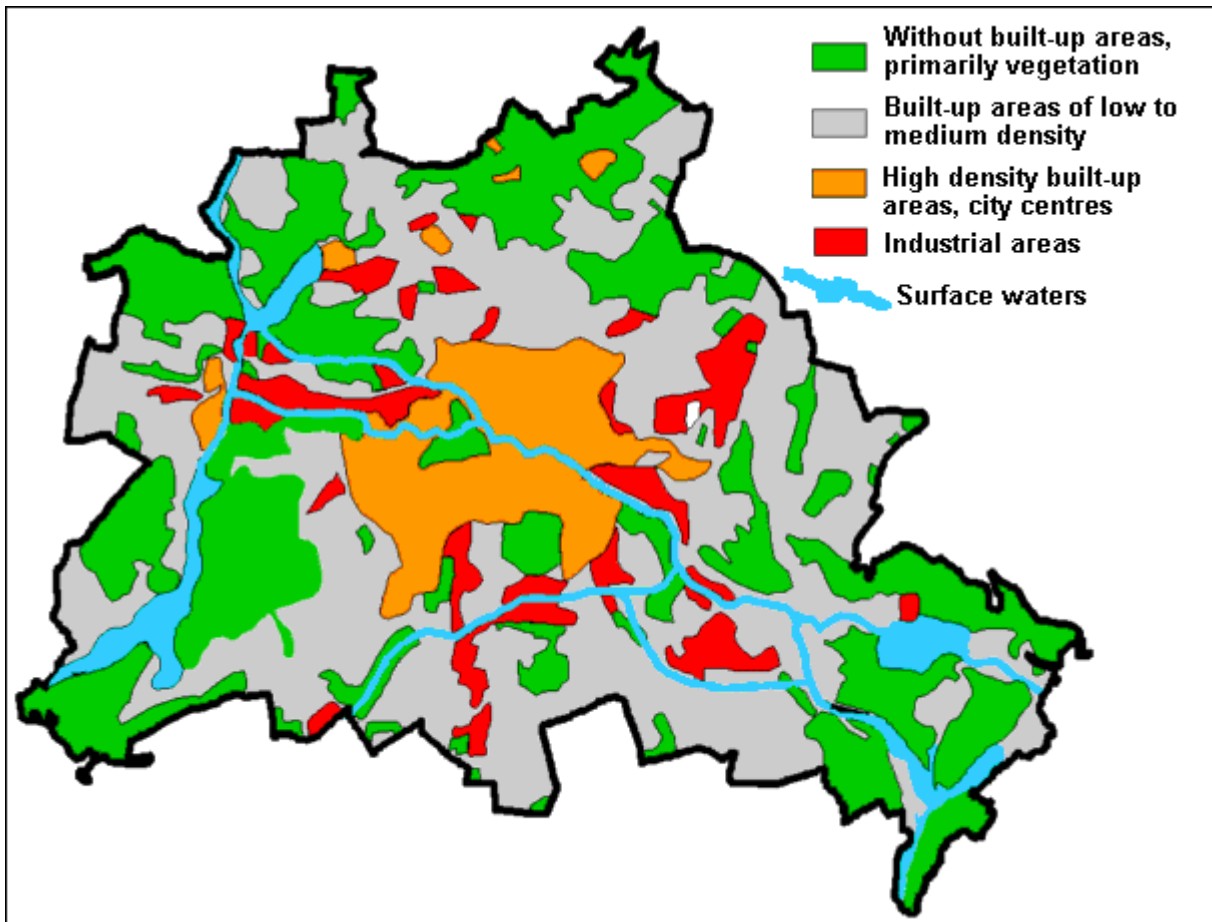 Without built-up areas,
primarily vegetation
Built-up areas of low to
medium density
High density built-up
areas, city centres
Industrial areas
Surface waters